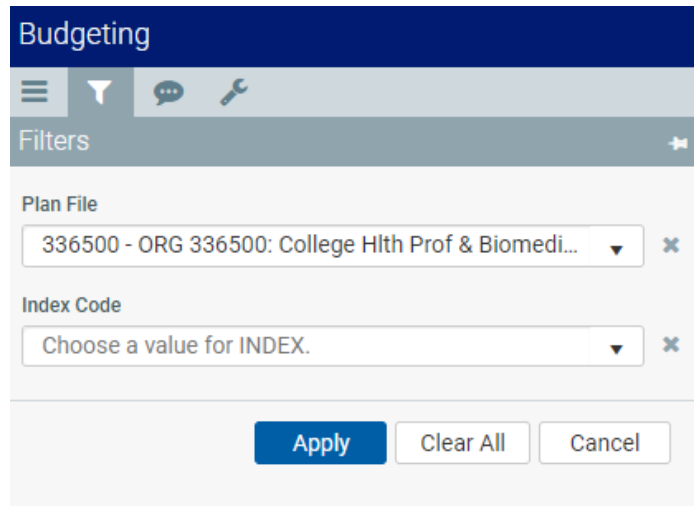 Budgeting
Filters
Plan File
336500 - ORG 336500: College Hlth Prof & Biomedi...
Index Code
Choose a value for INDEX.
Apply Clear All Cancel